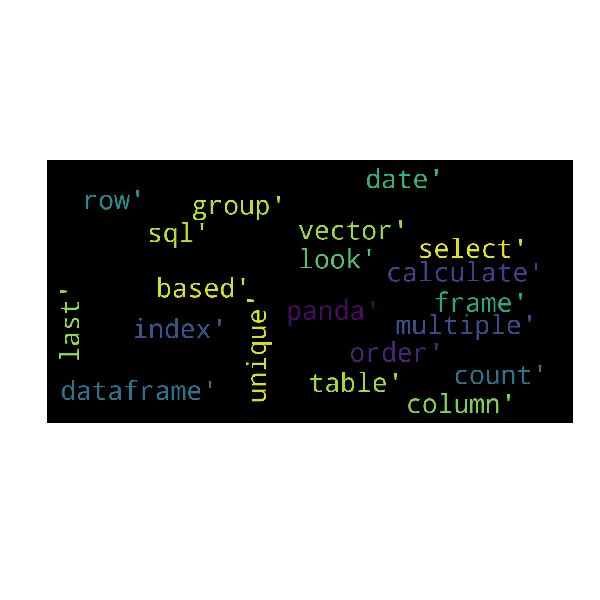 date'
row'
group'
sql'
vector'
select'
look'
calculate'
based'
frame'
panda'
last'
index'
unique'
multiple'
order'
table'
count'
dataframe'
column'